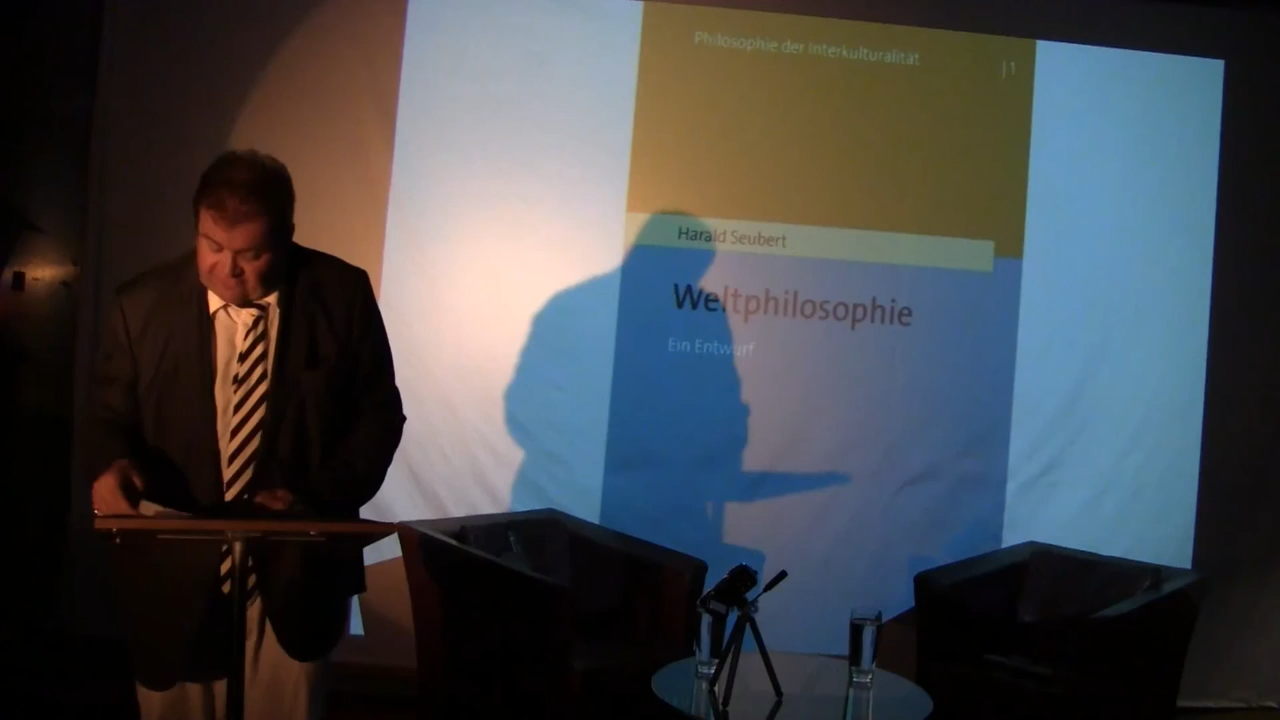 Philosophie der Interkulturalität
|1
Harald Seubert
Weltphilosophie
Ein Entwurf